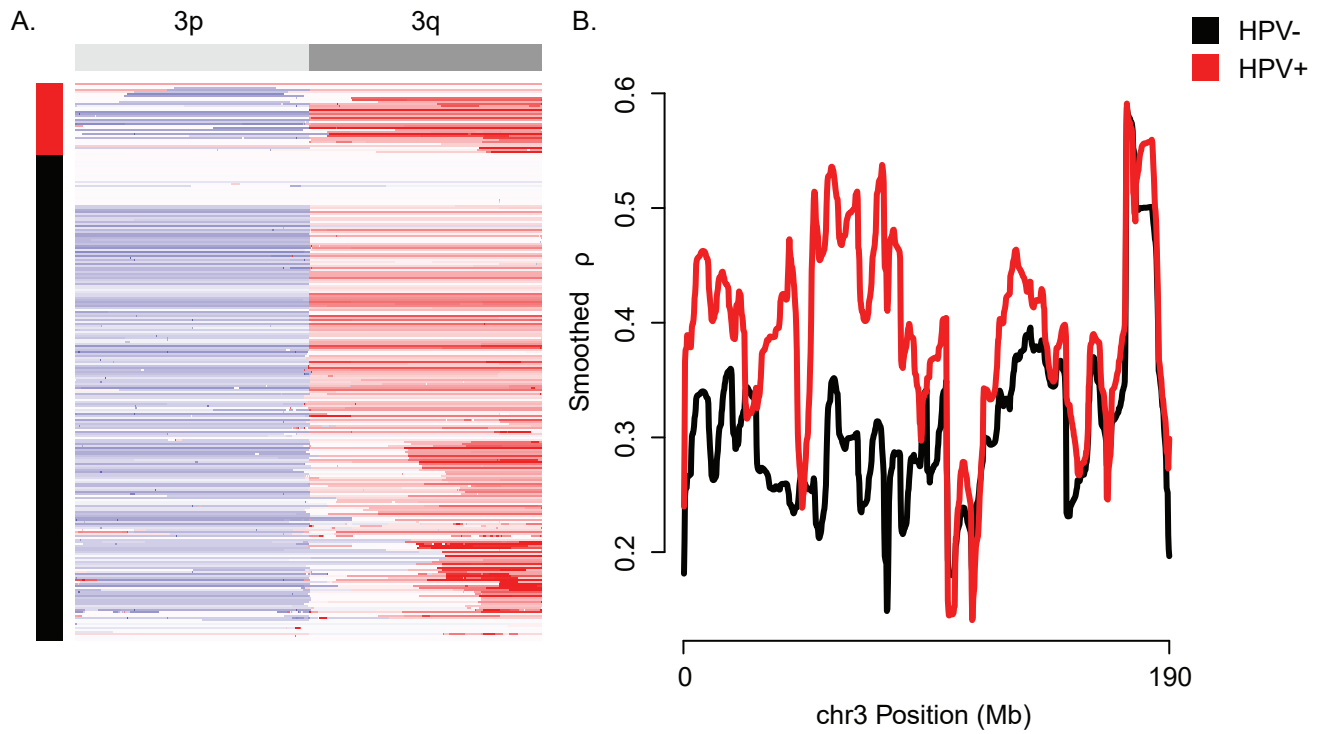 A.
3p
3q
B.
HPV-
HPV+
0.6
0.5
0.4
0.3
0.2
Smoothed ρ
0
190
chr3 Position (Mb)